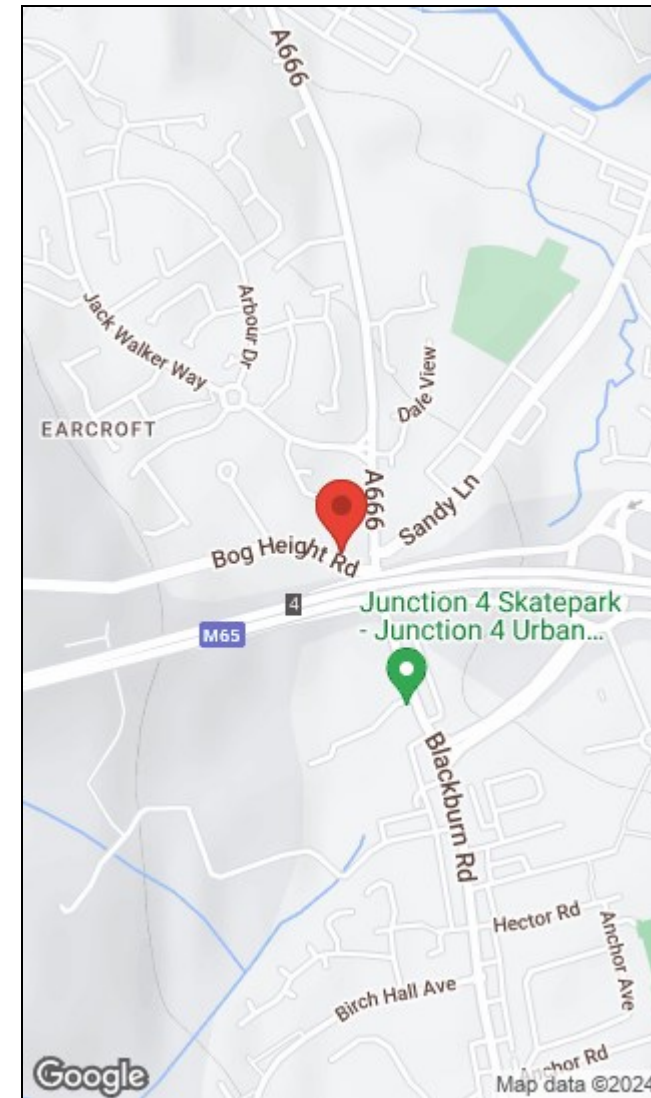 A666
Jack Walker Way
Arbour Dr
Dale View
EARCROFT
A666
Sandy Ln
Bog Height Rd
4
Junction 4 Skatepark
- Junction 4 Urban...
M65
Blackburn Rd
Hector Rd
Anchor Ave
Birch Hall Ave
Anchor Rd
Google
Map data ©2024